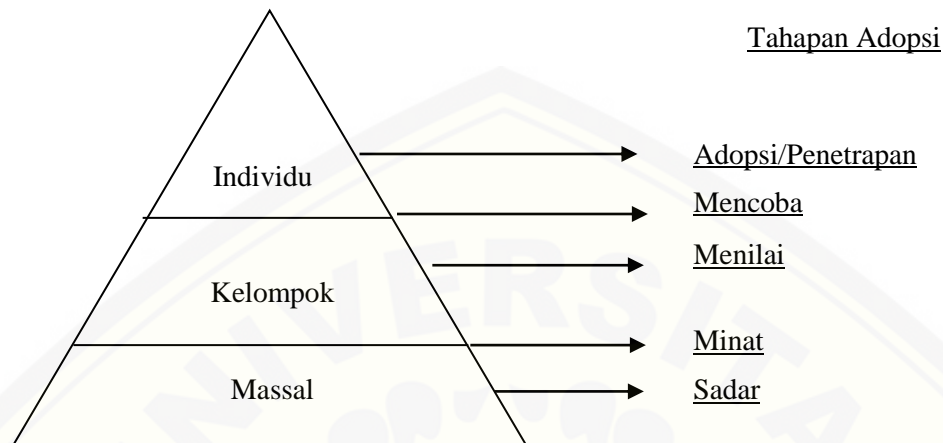 Tahapan Adopsi
Adopsi/Penetrapan
Individu
Mencoba
Menilai
Kelompok
Minat
Massal
Sadar